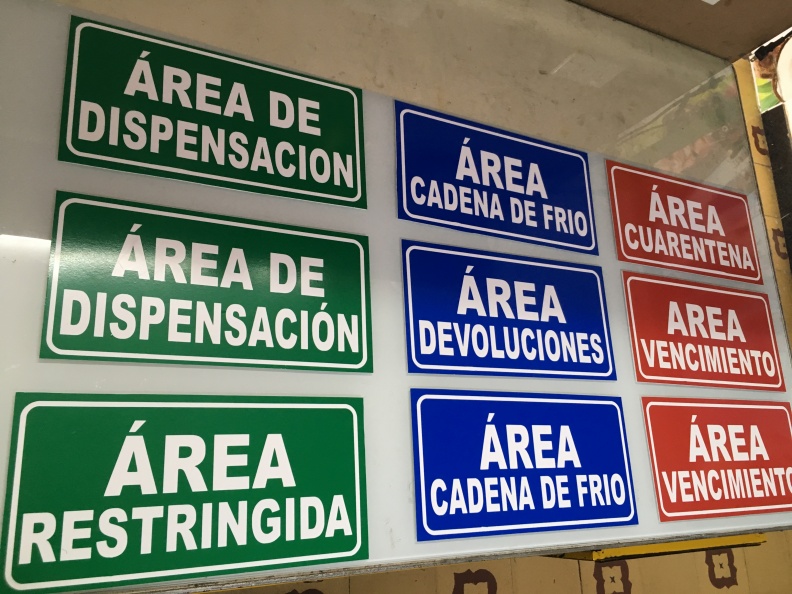 ÁREA DE
DISPENSACION
ÁREA DE
DISPENSACIÓN
ÁREA
RESTRINGIDA
ÁREA
CADENA DE FRIO
ÁREA
DEVOLUCIONES
ÁREA
CADENA DE FRIO
ÁREA
CUARENTENA
AREA
VENCIMIENTO
ÁREA
VENCIMIENTO